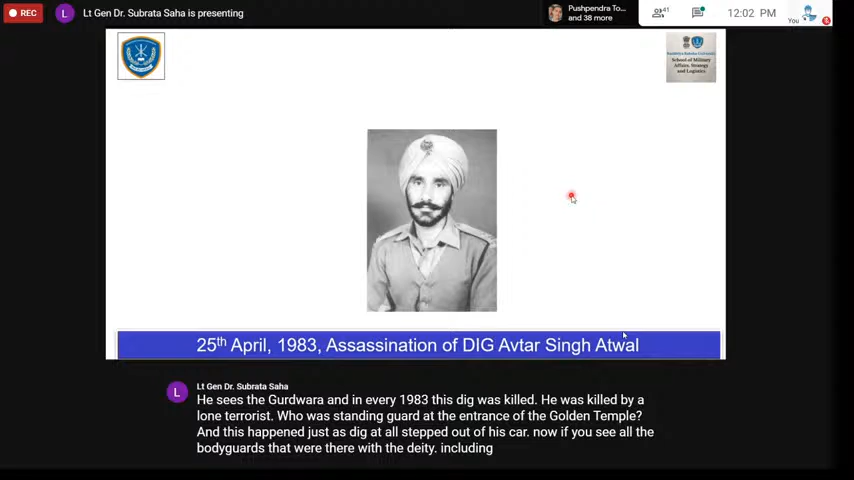 REC
L
Lt Gen Dr. Subrata Saha is presenting
Pushpendra To...
and 38 more
41
12:02 PM
You
School of Military
Affairs, Strategy
and Logistics
25th April, 1983, Assassination of DIG Avtar Singh Atwal
L
Lt Gen Dr. Subrata Saha
He sees the Gurdwara and in every 1983 this dig was killed. He was killed by a
lone terrorist. Who was standing guard at the entrance of the Golden Temple?
And this happened just as dig at all stepped out of his car. now if you see all the
bodyguards that were there with the deity. including